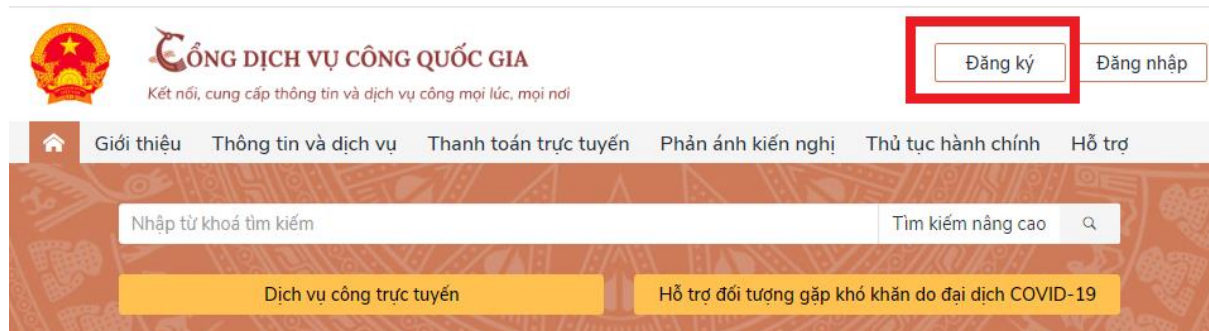 CỔNG DỊCH VỤ CÔNG QUỐC GIA
Kết nối, cung cấp thông tin và dịch vụ công mọi lúc, mọi nơi
Đăng ký
Đăng nhập
Giới thiệu Thông tin và dịch vụ Thanh toán trực tuyến Phản ánh kiến nghị Thủ tục hành chính Hỗ trợ
Nhập từ khoá tìm kiếm
Tìm kiếm nâng cao
Dịch vụ công trực tuyến
Hỗ trợ đối tượng gặp khó khăn do đại dịch COVID-19